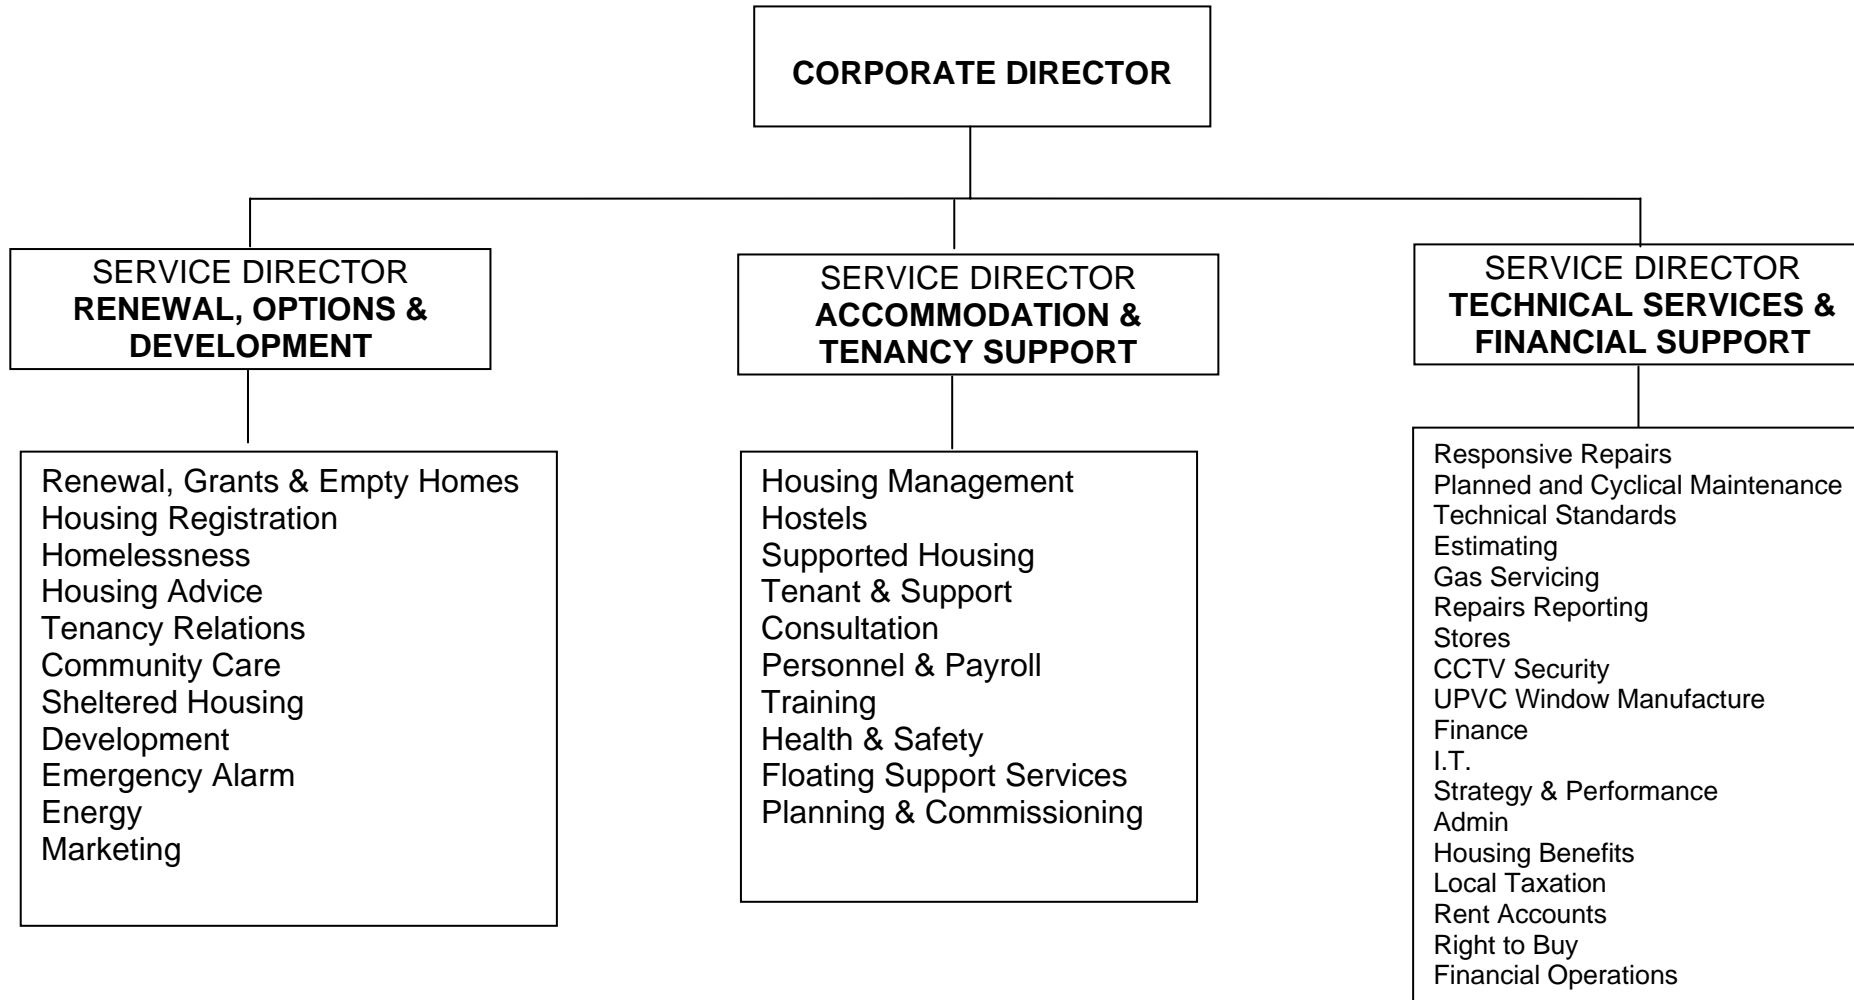 CORPORATE DIRECTOR
SERVICE DIRECTOR
RENEWAL, OPTIONS &
DEVELOPMENT
SERVICE DIRECTOR
ACCOMMODATION &
TENANCY SUPPORT
SERVICE DIRECTOR
TECHNICAL SERVICES &
FINANCIAL SUPPORT
Renewal, Grants & Empty Homes
Housing Registration
Homelessness
Housing Advice
Tenancy Relations
Community Care
Sheltered Housing
Development
Emergency Alarm
Energy
Marketing
Housing Management
Hostels
Supported Housing
Tenant & Support
Consultation
Personnel & Payroll
Training
Health & Safety
Floating Support Services
Planning & Commissioning
Responsive Repairs
Planned and Cyclical Maintenance
Technical Standards
Estimating
Gas Servicing
Repairs Reporting
Stores
CCTV Security
UPVC Window Manufacture
Finance
I.T.
Strategy & Performance
Admin
Housing Benefits
Local Taxation
Rent Accounts
Right to Buy
Financial Operations